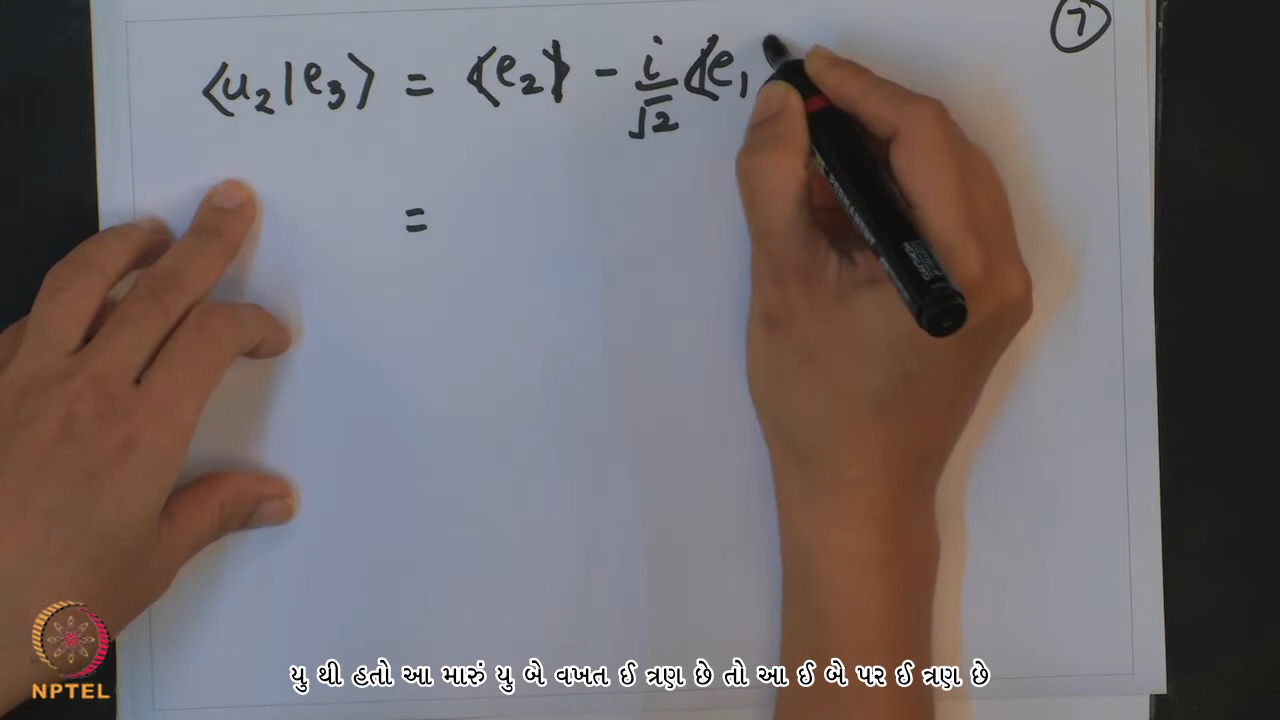 7
⟨u₂|e₃⟩ = ⟨e₂| - i/√2 ⟨e₁
=
NPTEL
યુ થી હતો આ મારું યુ બે વખત ઈ ત્રણ છે તો આ ઈ બે પર ઈ ત્રણ છે